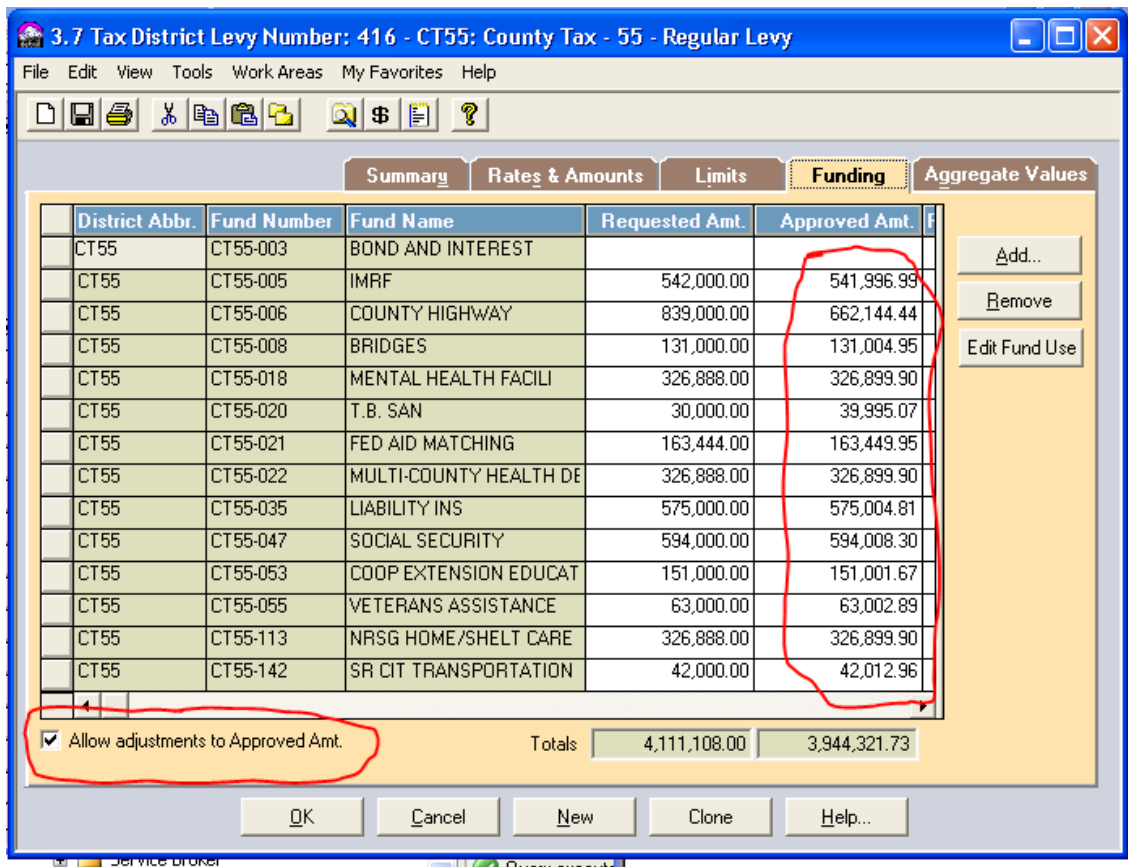 3.7 Tax District Levy Number: 416 - CT55: County Tax - 55 - Regular Levy
File Edit View Tools Work Areas My Favorites Help
Summary Rates & Amounts Limits Funding Aggregate Values
District Abbr. Fund Number Fund Name Requested Amt. Approved Amt.
CT55 CT55-003 BOND AND INTEREST
CT55 CT55-005 IMRF 542,000.00 541,996.99
CT55 CT55-006 COUNTY HIGHWAY 839,000.00 662,144.44
CT55 CT55-008 BRIDGES 131,000.00 131,004.95
CT55 CT55-018 MENTAL HEALTH FACILI 326,888.00 326,899.90
CT55 CT55-020 T.B. SAN 30,000.00 39,995.07
CT55 CT55-021 FED AID MATCHING 163,444.00 163,449.95
CT55 CT55-022 MULTI-COUNTY HEALTH DE 326,888.00 326,899.90
CT55 CT55-035 LIABILITY INS 575,000.00 575,004.81
CT55 CT55-047 SOCIAL SECURITY 594,000.00 594,008.30
CT55 CT55-053 COOP EXTENSION EDUCAT 151,000.00 151,001.67
CT55 CT55-055 VETERANS ASSISTANCE 63,000.00 63,002.89
CT55 CT55-113 NRSG HOME/SHELT CARE 326,888.00 326,899.90
CT55 CT55-142 SR CIT TRANSPORTATION 42,000.00 42,012.96
Add...
Remove
Edit Fund Use
Allow adjustments to Approved Amt. Totals 4,111,108.00 3,944,321.73
OK Cancel New Clone Help...